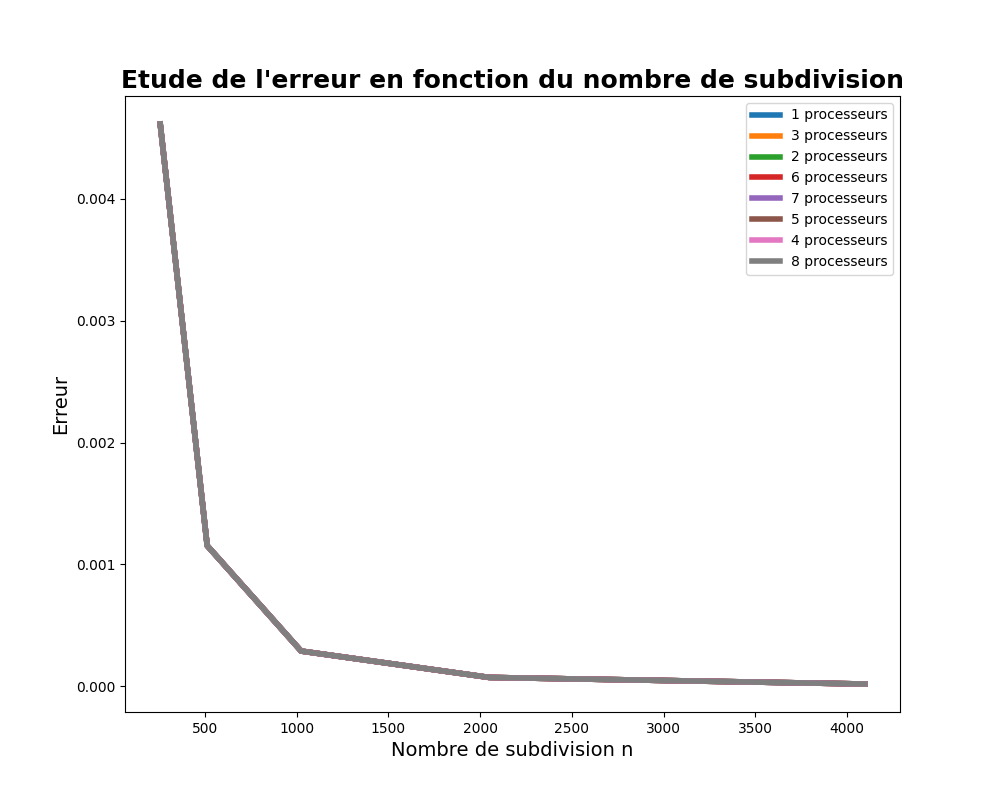 Etude de l'erreur en fonction du nombre de subdivision
1 processeurs
3 processeurs
2 processeurs
6 processeurs
7 processeurs
5 processeurs
4 processeurs
8 processeurs
Erreur
0.004
0.003
0.002
0.001
0.000
500 1000 1500 2000 2500 3000 3500 4000
Nombre de subdivision n